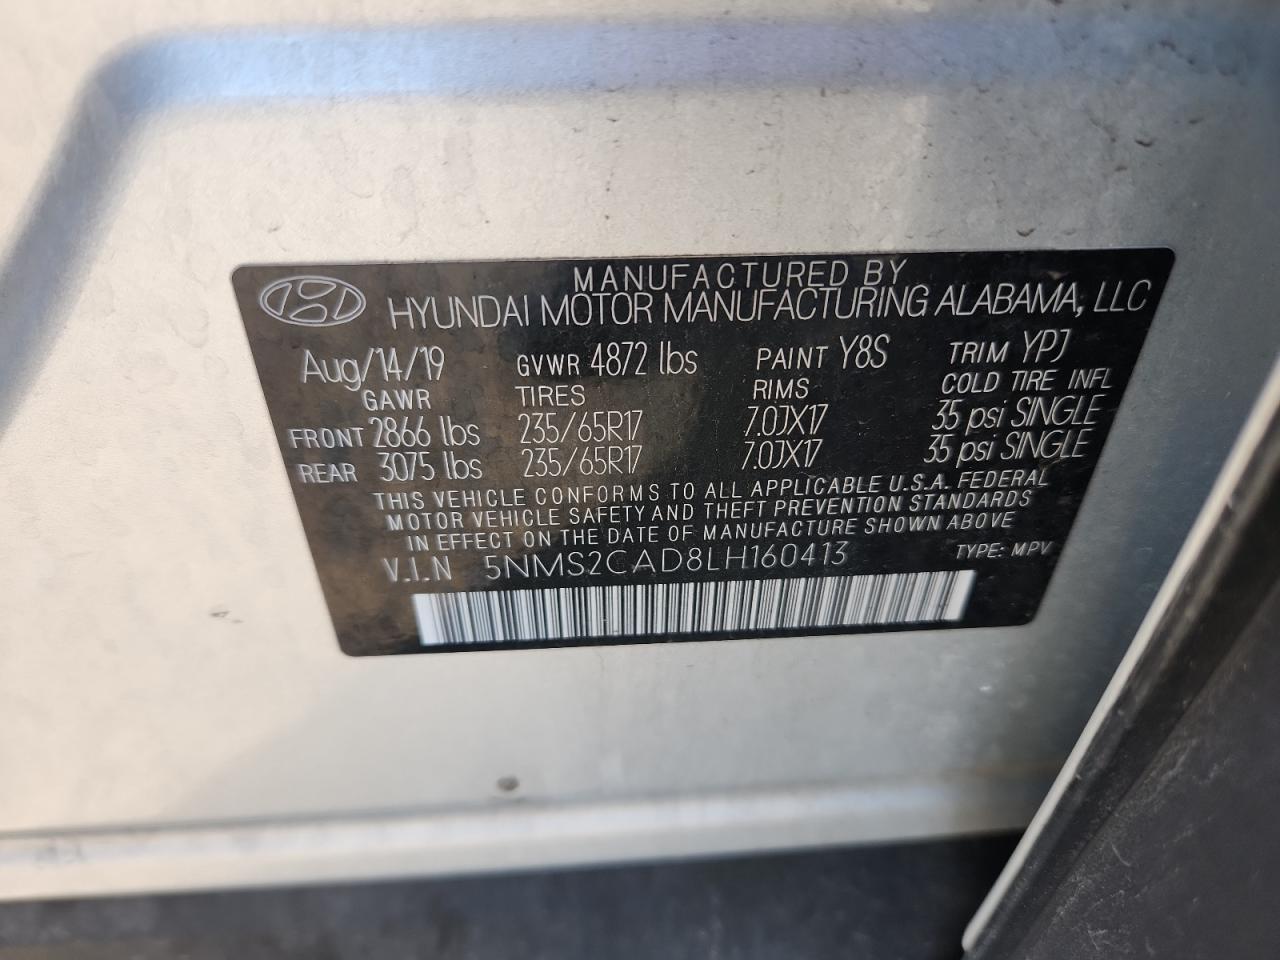 MANUFACTURED BY
HYUNDAI MOTOR MANUFACTURING ALABAMA, LLC
Aug/14/19 GVWR 4872 lbs PAINT Y8S TRIM YPJ
GAWR TIRES RIMS COLD TIRE INFL
FRONT 2866 lbs 235/65R17 7.0JX17 35 psi SINGLE
REAR 3075 lbs 235/65R17 7.0JX17 35 psi SINGLE
THIS VEHICLE CONFORMS TO ALL APPLICABLE U.S.A. FEDERAL
MOTOR VEHICLE SAFETY AND THEFT PREVENTION STANDARDS
IN EFFECT ON THE DATE OF MANUFACTURE SHOWN ABOVE
V.I.N 5NMS2CAD8LH160413 TYPE: MPV